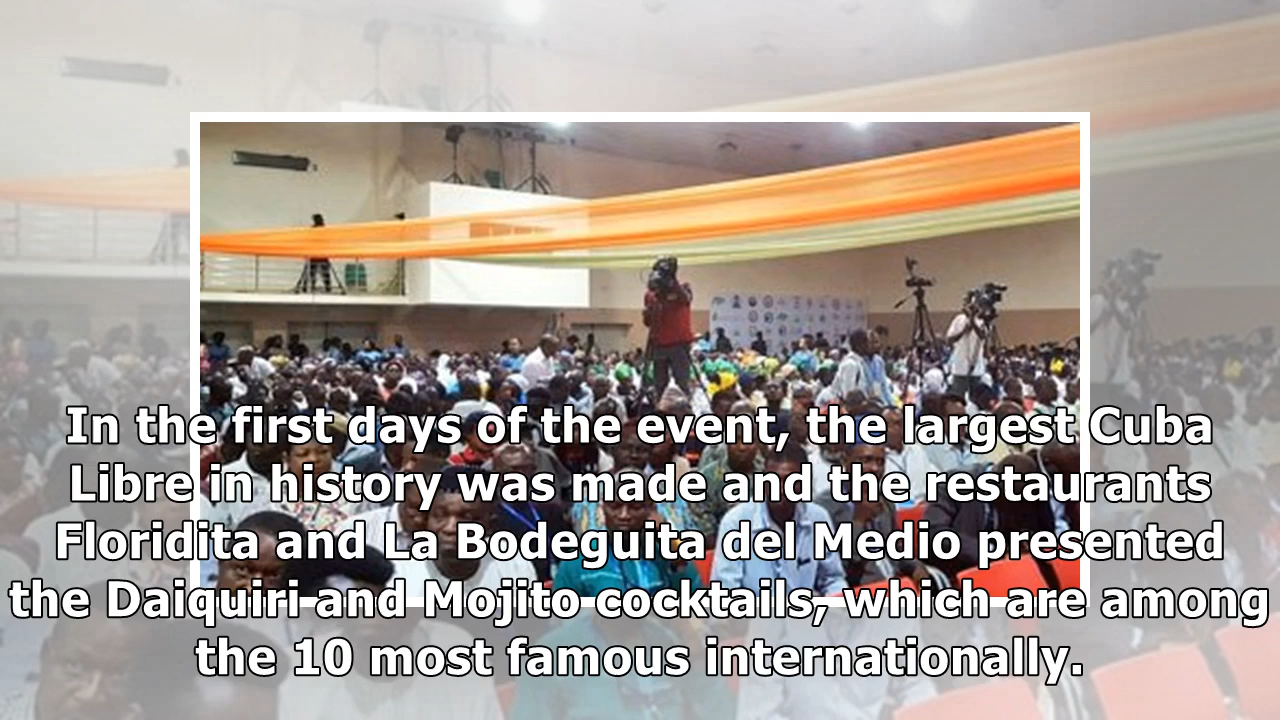 In the first days of the event, the largest Cuba
Libre in history was made and the restaurants
Floridita and La Bodeguita del Medio presented
the Daiquiri and Mojito cocktails, which are among
the 10 most famous internationally.